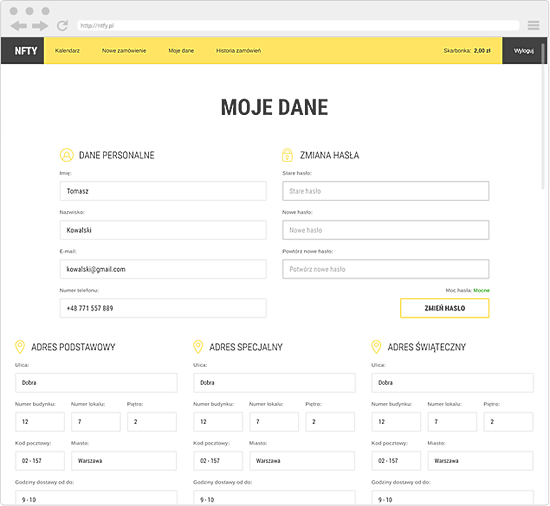 http://ntfy.pl
NFTY Kalendarz Nowe zamówienie Moje dane Historia zamówień Skarbonka: 2,00 zł Wyloguj
MOJE DANE
DANE PERSONALNE
Imię:
Tomasz
Nazwisko:
Kowalski
E-mail:
kowalski@gmail.com
Numer telefonu:
+48 771 557 889
ZMIANA HASŁA
Stare hasło:
Stare hasło
Nowe hasło:
Nowe hasło
Powtórz nowe hasło:
Potwórz nowe hasło
Moc hasła: Mocne
ZMIEŃ HASŁO
ADRES PODSTAWOWY
Ulica:
Dobra
Numer budynku: Numer lokalu: Piętro:
12 7 2
Kod pocztowy: Miasto:
02 - 157 Warszawa
Godziny dostawy od do:
9 - 10
ADRES SPECJALNY
Ulica:
Dobra
Numer budynku: Numer lokalu: Piętro:
12 7 2
Kod pocztowy: Miasto:
02 - 157 Warszawa
Godziny dostawy od do:
9 - 10
ADRES ŚWIĄTECZNY
Ulica:
Dobra
Numer budynku: Numer lokalu: Piętro:
12 7 2
Kod pocztowy: Miasto:
02 - 157 Warszawa
Godziny dostawy od do:
9 - 10